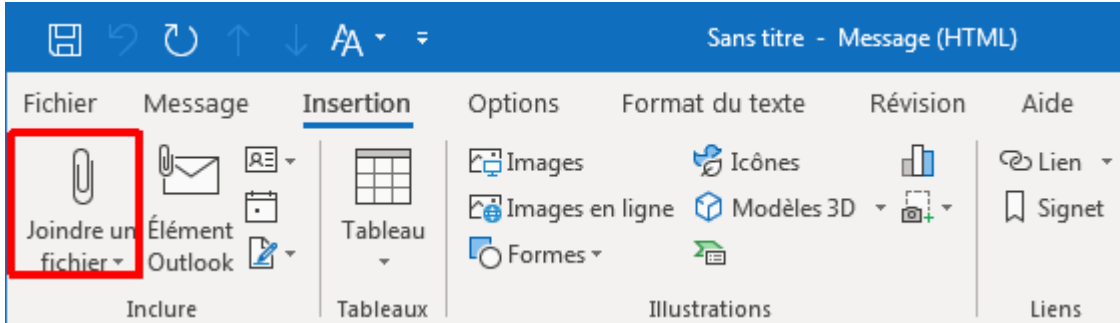 Sans titre - Message (HTML)
Fichier Message Insertion Options Format du texte Révision Aide
Joindre un fichier
Élément Outlook
Tableau
Images
Images en ligne
Formes
Icônes
Modèles 3D
Lien
Signet
Inclure Tableaux Illustrations Liens